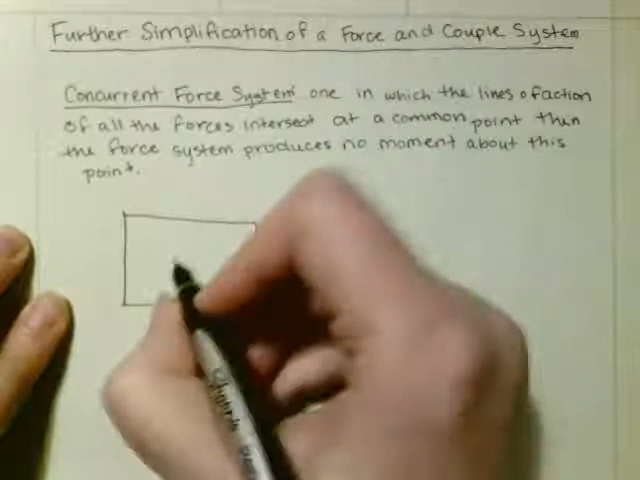 Further Simplification of a Force and Couple System
Concurrent Force System: one in which the lines of action
of all the forces intersect at a common point then
the force system produces no moment about this
point.
Sharpie